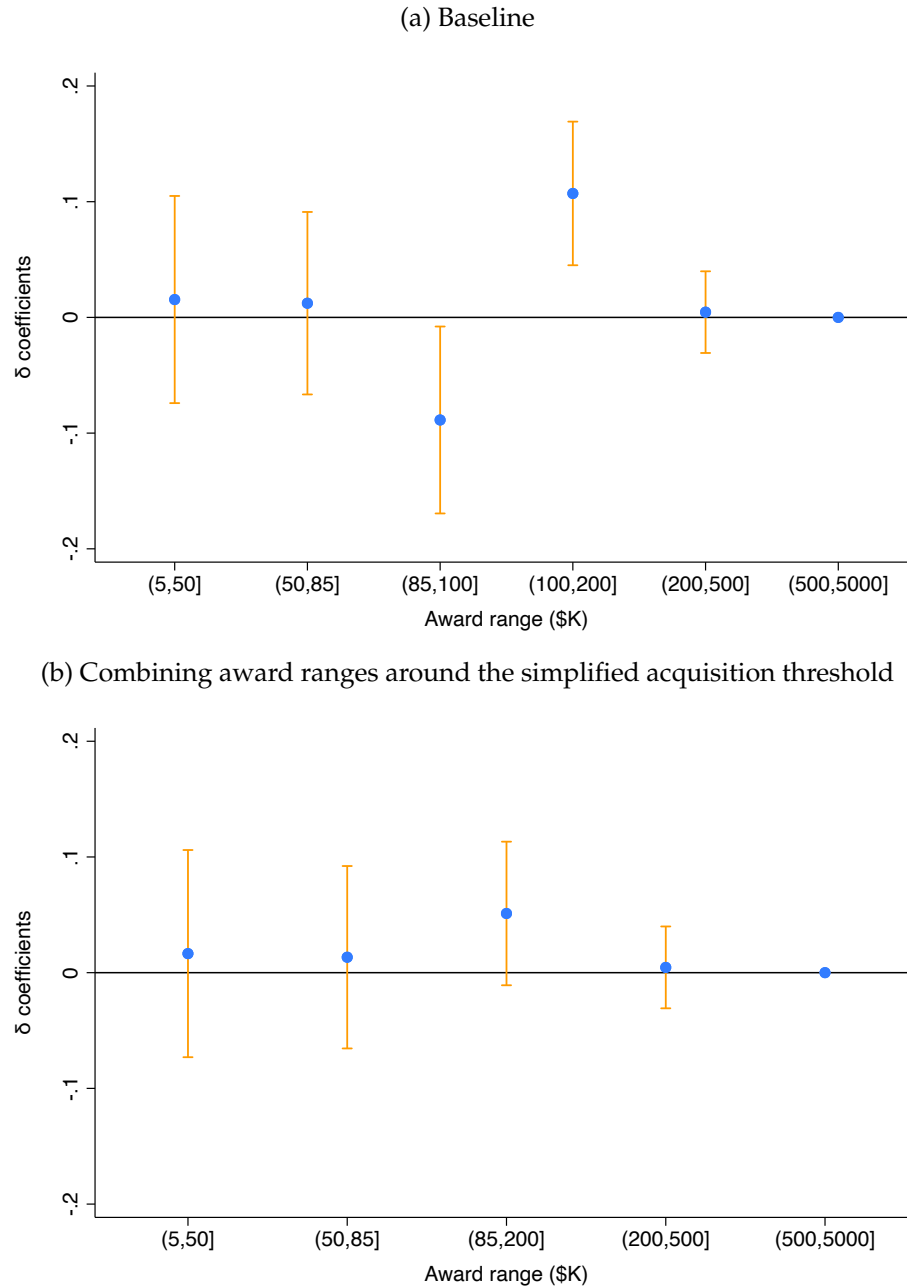 (a) Baseline
.2
.1
0
-.1
-.2
δ coefficients
(5,50] (50,85] (85,100] (100,200] (200,500] (500,5000]
Award range ($K)
(b) Combining award ranges around the simplified acquisition threshold
.2
.1
0
-.1
-.2
δ coefficients
(5,50] (50,85] (85,200] (200,500] (500,5000]
Award range ($K)